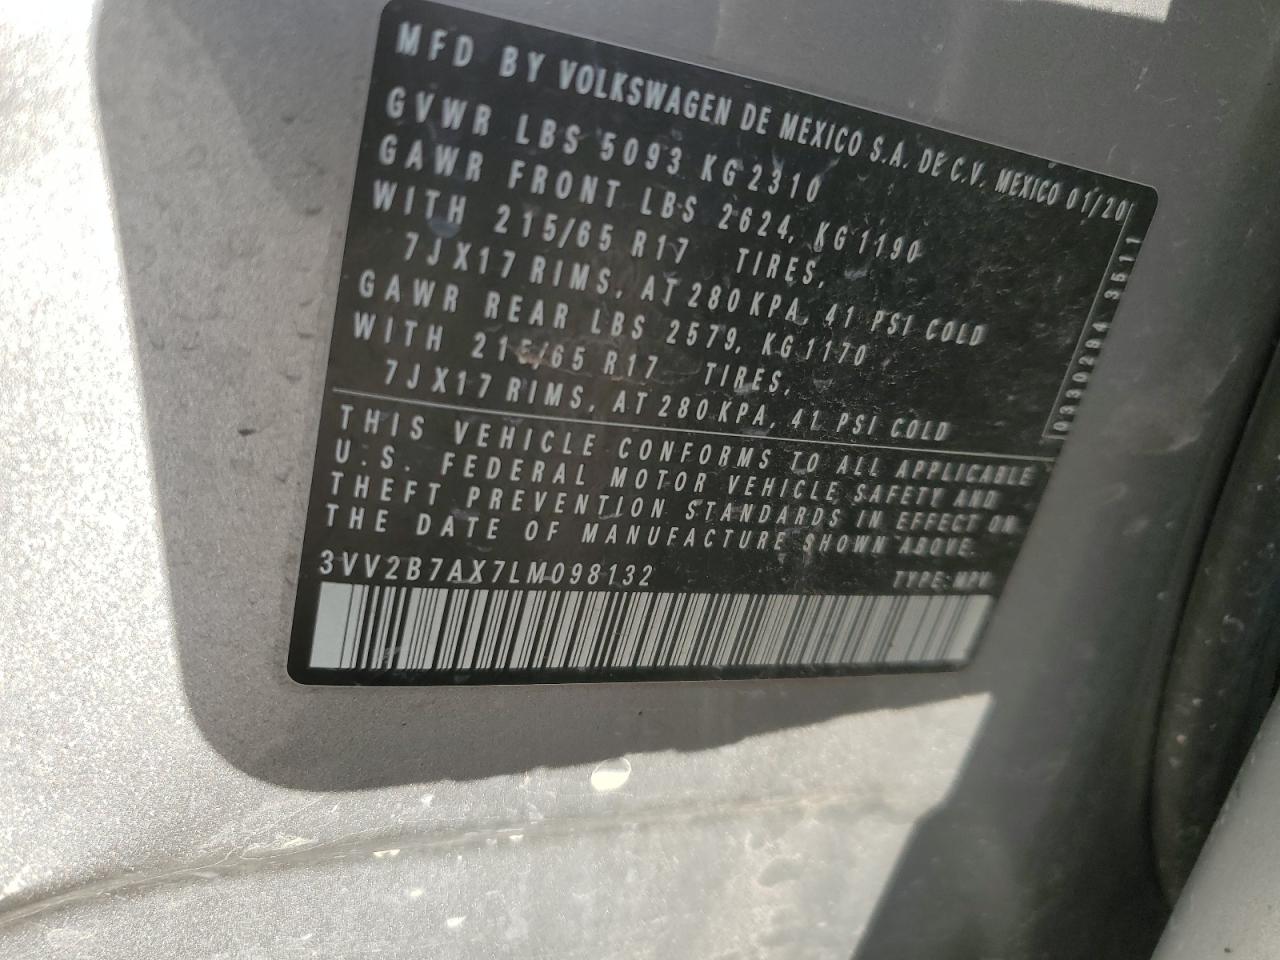 MFD BY VOLKSWAGEN DE MEXICO S.A. DE C.V. MEXICO 01/20
GVWR LBS 5093 KG 2310
GAWR FRONT LBS 2624, KG 1190
WITH 215/65 R17 TIRES,
7JX17 RIMS, AT 280 KPA, 41 PSI COLD
GAWR REAR LBS 2579, KG 1170
WITH 215/65 R17 TIRES,
7JX17 RIMS, AT 280 KPA, 41 PSI COLD
THIS VEHICLE CONFORMS TO ALL APPLICABLE
U.S. FEDERAL MOTOR VEHICLE SAFETY AND
THEFT PREVENTION STANDARDS IN EFFECT ON
THE DATE OF MANUFACTURE SHOWN ABOVE.
3VV2B7AX7LM098132 TYPE: MPV
0330294 3511